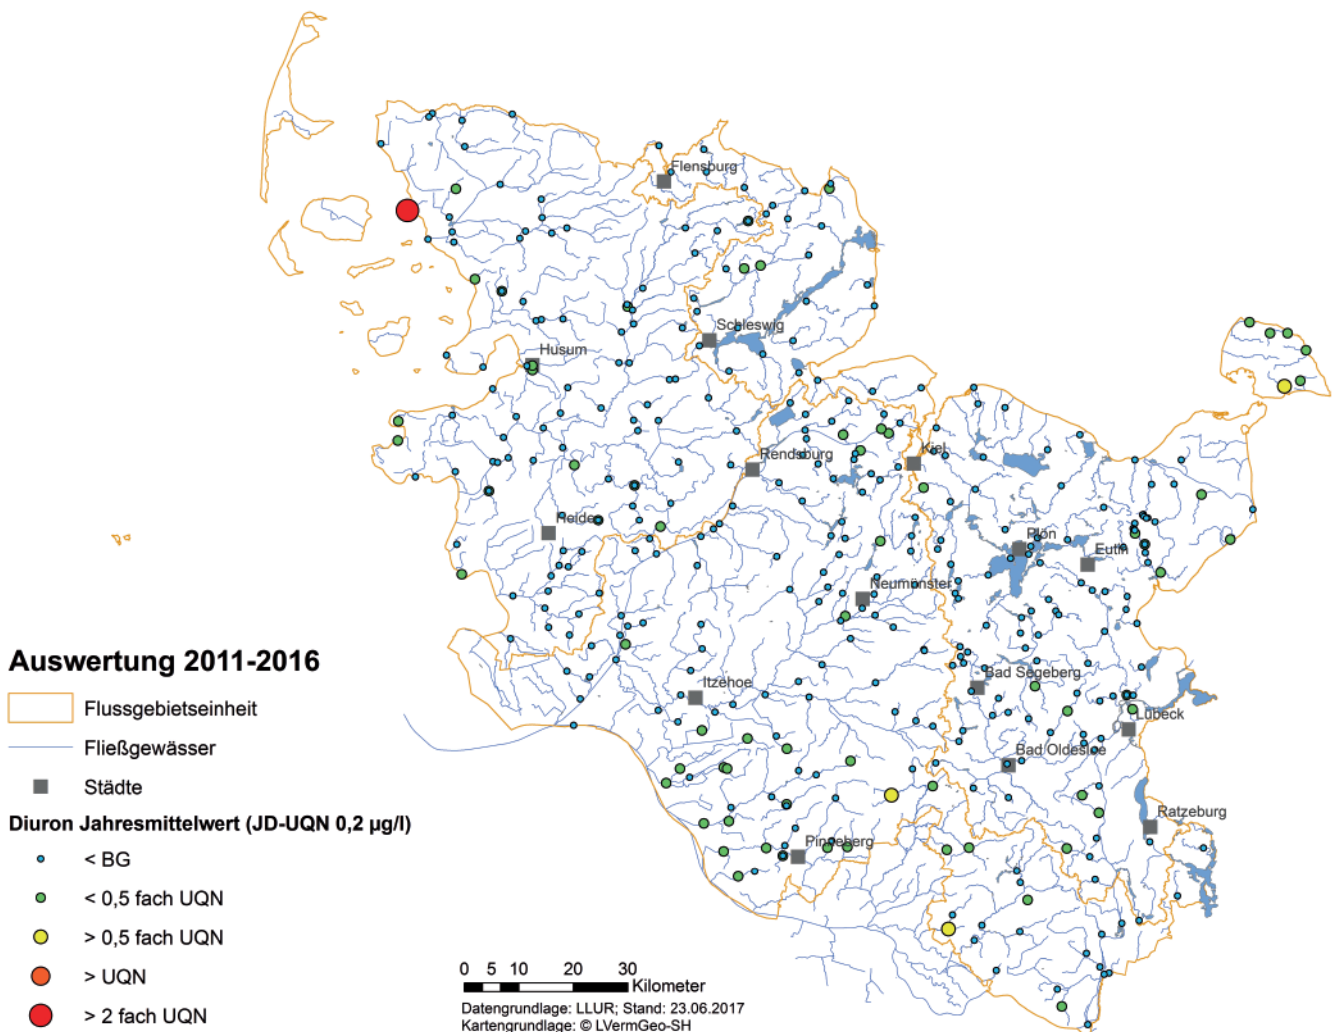 Flensburg
Schleswig
Husum
Rendsburg
Kiel
Heide
Plön
Eutin
Neumünster
Itzehoe
Bad Segeberg
Lübeck
Bad Oldesloe
Ratzeburg
Pinneberg
Auswertung 2011-2016
Flussgebietseinheit
Fließgewässer
Städte
Diuron Jahresmittelwert (JD-UQN 0,2 µg/l)
< BG
< 0,5 fach UQN
> 0,5 fach UQN
> UQN
> 2 fach UQN
0 5 10 20 30
Kilometer
Datengrundlage: LLUR; Stand: 23.06.2017
Kartengrundlage: © LVermGeo-SH